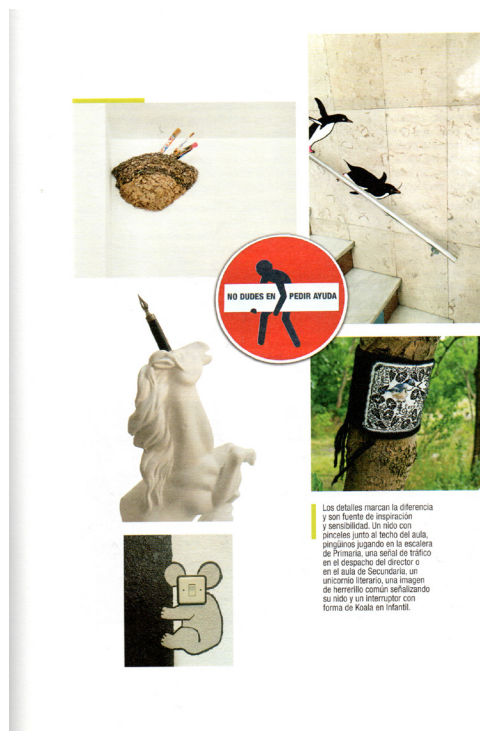 NO DUDES EN PEDIR AYUDA
Los detalles marcan la diferencia
y son fuente de inspiración
y sensibilidad. Un nido con
pinceles junto al techo del aula,
pingüinos jugando en la escalera
de Primaria, una señal de tráfico
en el despacho del director o
en el aula de Secundaria, un
unicornio literario, una imagen
de herrerillo común señalizando
su nido y un interruptor con
forma de Koala en Infantil.